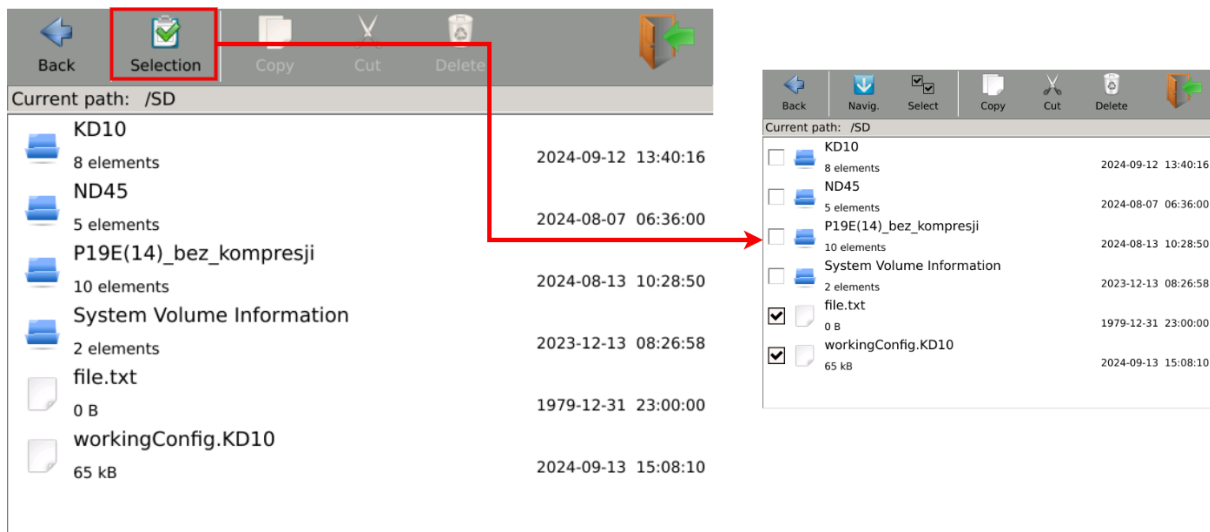 Back Selection Copy Cut Delete
Current path: /SD
KD10
8 elements 2024-09-12 13:40:16
ND45
5 elements 2024-08-07 06:36:00
P19E(14)_bez_kompresji
10 elements 2024-08-13 10:28:50
System Volume Information
2 elements 2023-12-13 08:26:58
file.txt
0 B 1979-12-31 23:00:00
workingConfig.KD10
65 kB 2024-09-13 15:08:10
Back Navig. Select Copy Cut Delete
Current path: /SD
KD10
8 elements 2024-09-12 13:40:16
ND45
5 elements 2024-08-07 06:36:00
P19E(14)_bez_kompresji
10 elements 2024-08-13 10:28:50
System Volume Information
2 elements 2023-12-13 08:26:58
file.txt
0 B 1979-12-31 23:00:00
workingConfig.KD10
65 kB 2024-09-13 15:08:10